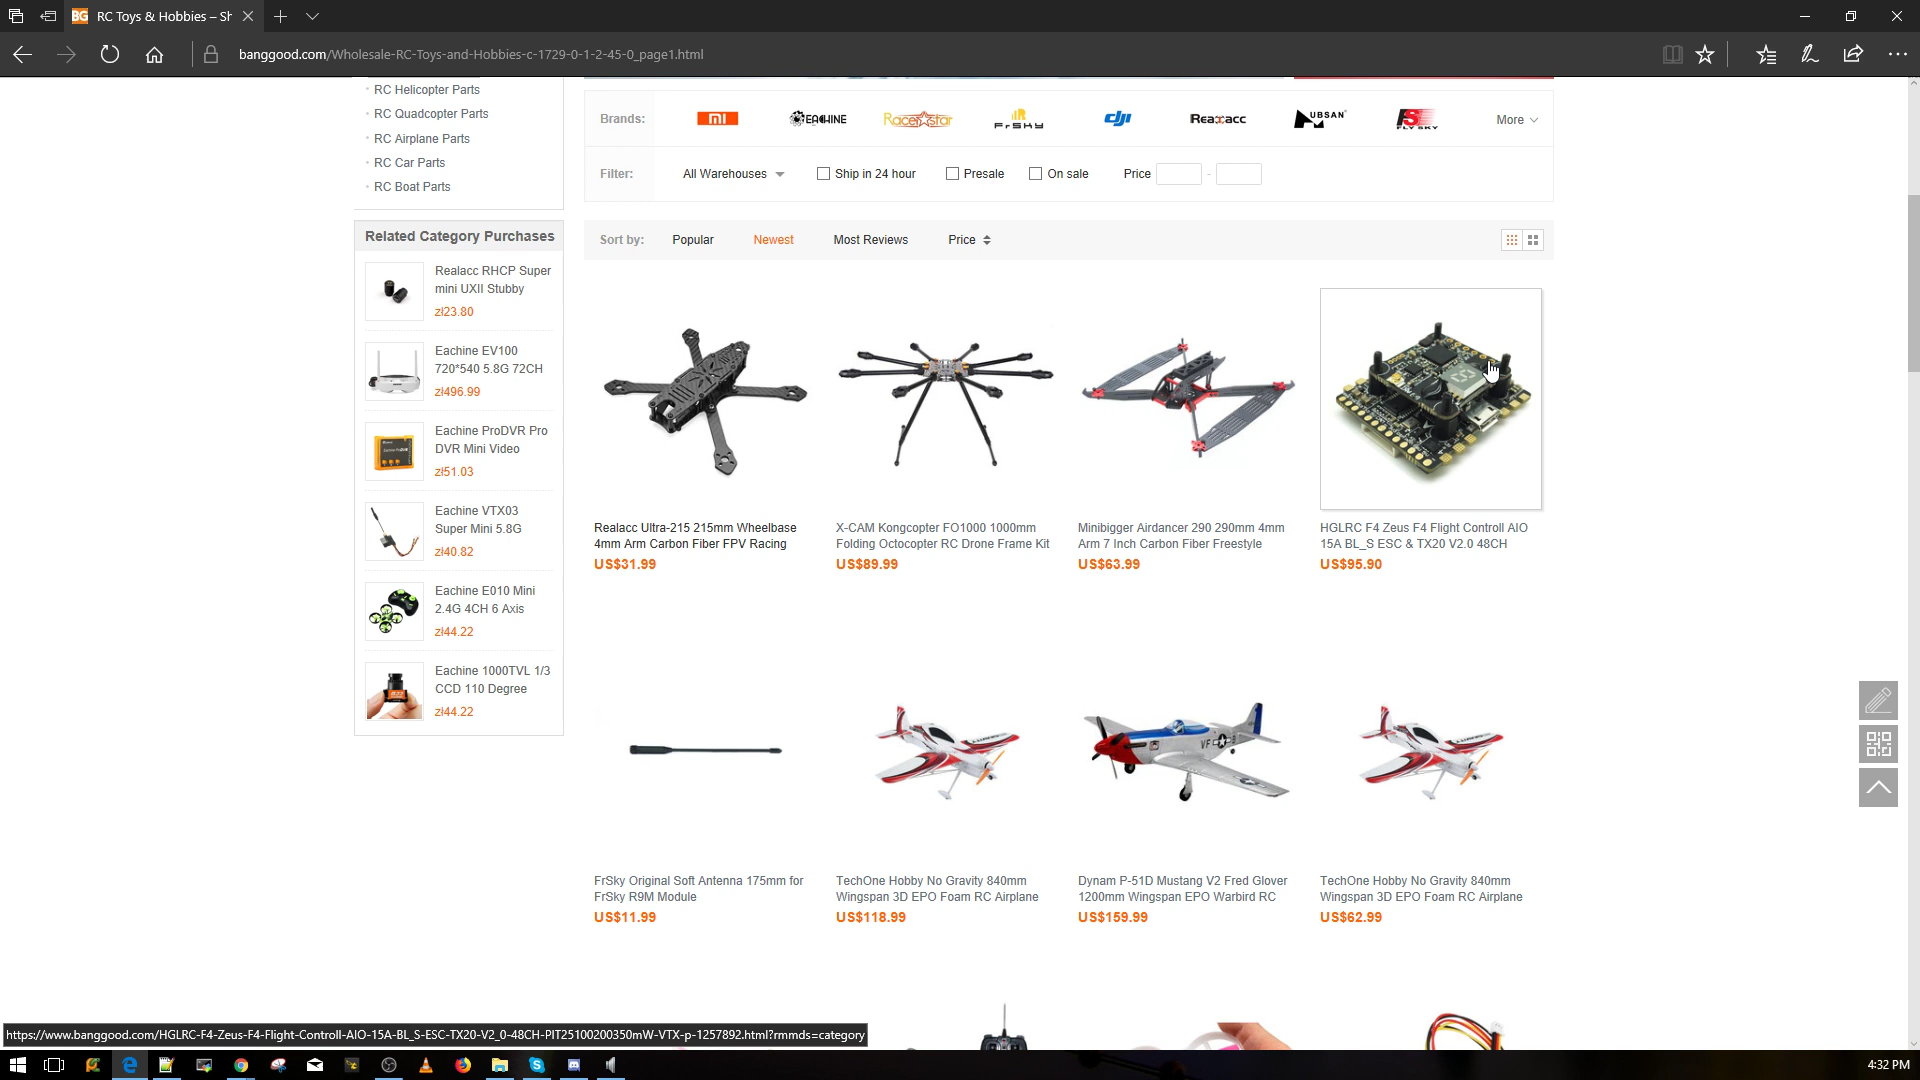 RC Toys & Hobbies – Sh
banggood.com/Wholesale-RC-Toys-and-Hobbies-c-1729-0-1-2-45-0_page1.html
RC Helicopter Parts
RC Quadcopter Parts
RC Airplane Parts
RC Car Parts
RC Boat Parts
Brands:
mi
EACHINE
Racerstar
FrSKY
dji
Reaλacc
HUBSAN
FS FLY SKY
More
Filter:
All Warehouses
Ship in 24 hour
Presale
On sale
Price
-
Sort by:
Popular
Newest
Most Reviews
Price
Related Category Purchases
Realacc RHCP Super
mini UXII Stubby
zł23.80
Eachine EV100
720*540 5.8G 72CH
zł496.99
Eachine ProDVR Pro
DVR Mini Video
zł51.03
Eachine VTX03
Super Mini 5.8G
zł40.82
Eachine E010 Mini
2.4G 4CH 6 Axis
zł44.22
Eachine 1000TVL 1/3
CCD 110 Degree
zł44.22
Realacc Ultra-215 215mm Wheelbase
4mm Arm Carbon Fiber FPV Racing
US$31.99
X-CAM Kongcopter FO1000 1000mm
Folding Octocopter RC Drone Frame Kit
US$89.99
Minibigger Airdancer 290 290mm 4mm
Arm 7 Inch Carbon Fiber Freestyle
US$63.99
HGLRC F4 Zeus F4 Flight Controll AIO
15A BL_S ESC & TX20 V2.0 48CH
US$95.90
FrSky Original Soft Antenna 175mm for
FrSky R9M Module
US$11.99
TechOne Hobby No Gravity 840mm
Wingspan 3D EPO Foam RC Airplane
US$118.99
VF
Dynam P-51D Mustang V2 Fred Glover
1200mm Wingspan EPO Warbird RC
US$159.99
TechOne Hobby No Gravity 840mm
Wingspan 3D EPO Foam RC Airplane
US$62.99
https://www.banggood.com/HGLRC-F4-Zeus-F4-Flight-Controll-AIO-15A-BL_S-ESC-TX20-V2_0-48CH-PIT25100200350mW-VTX-p-1257892.html?rmmds=category
4:32 PM